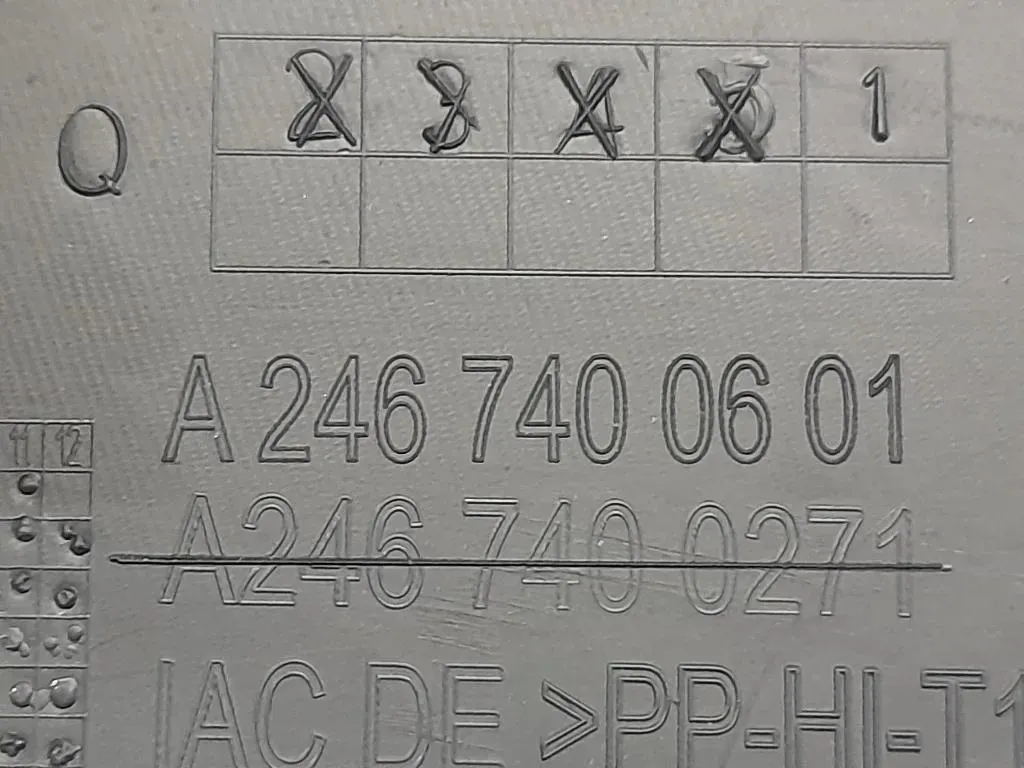 2 3 4 5 1
Q
A 246 740 06 01
11 12
A246 740 0271
IAC DE >PP-HI-T1